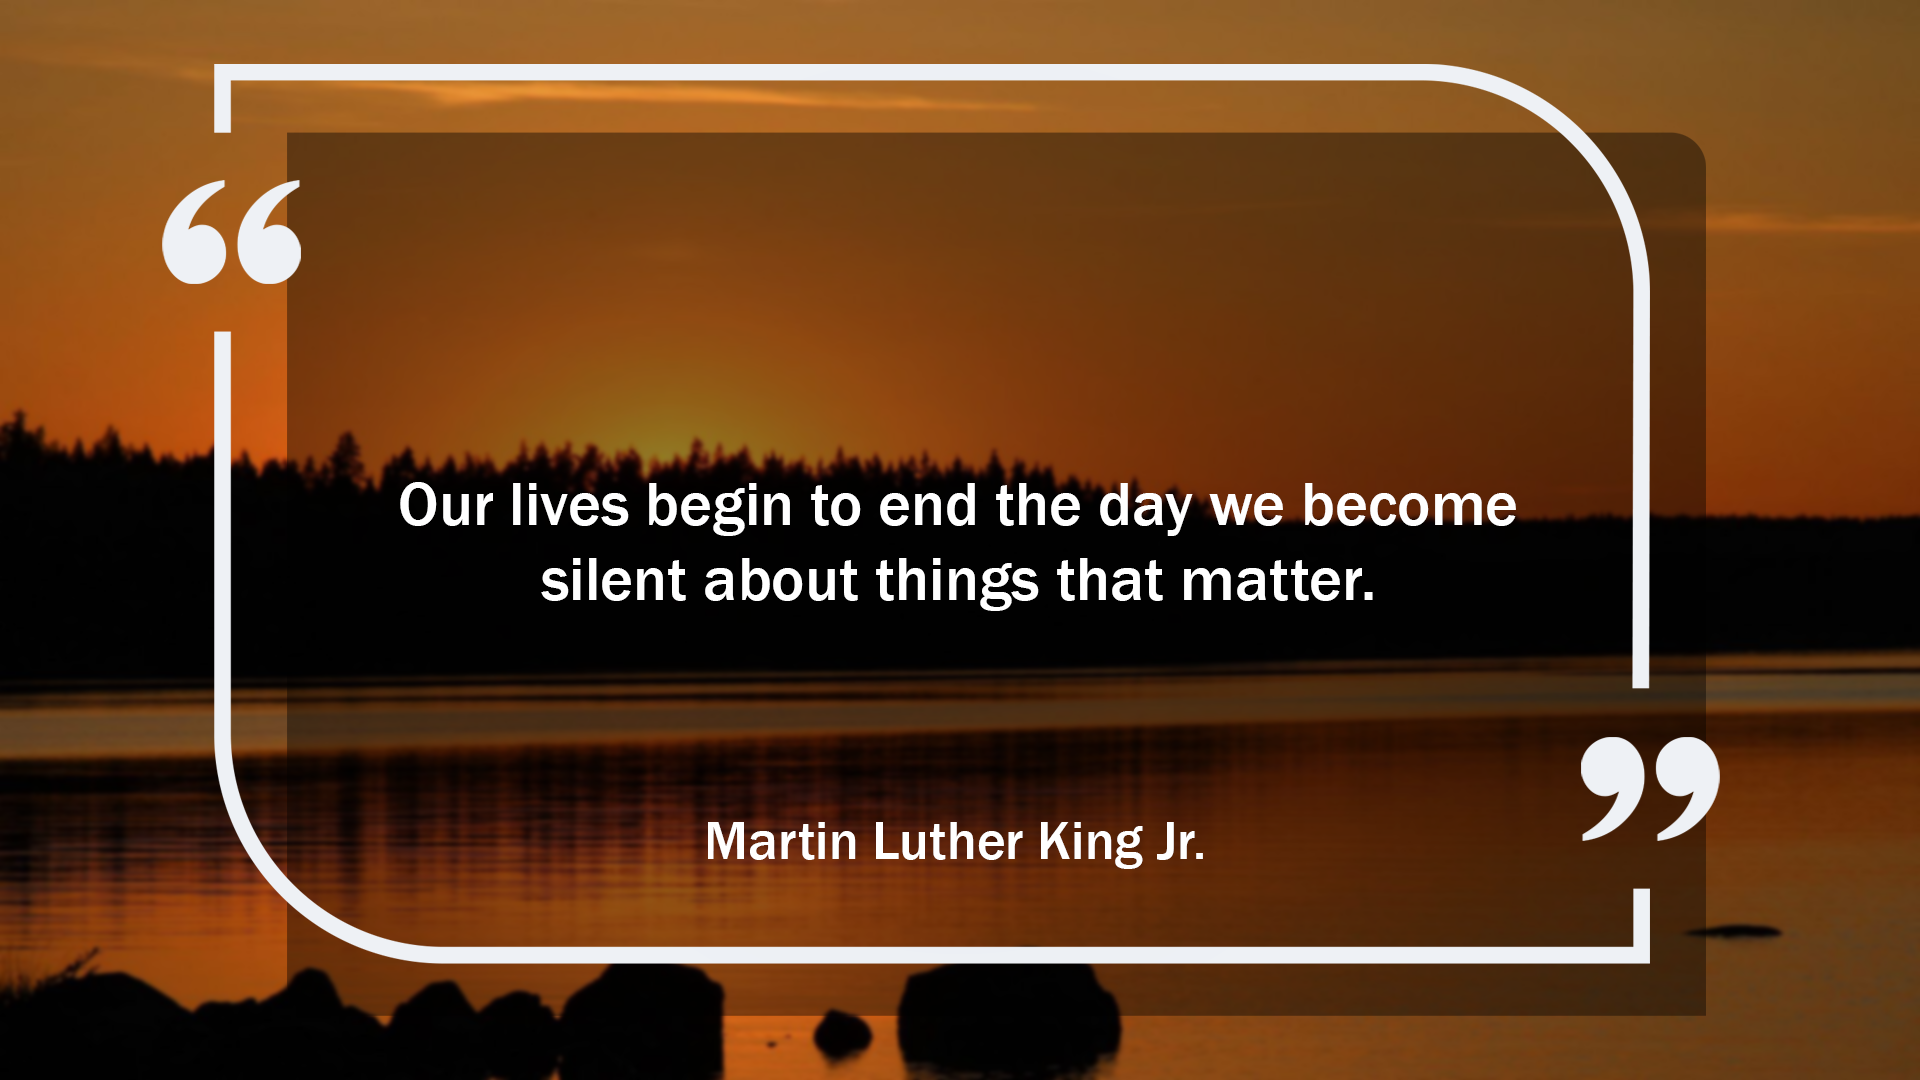 “
Our lives begin to end the day we become
silent about things that matter.
Martin Luther King Jr.
”